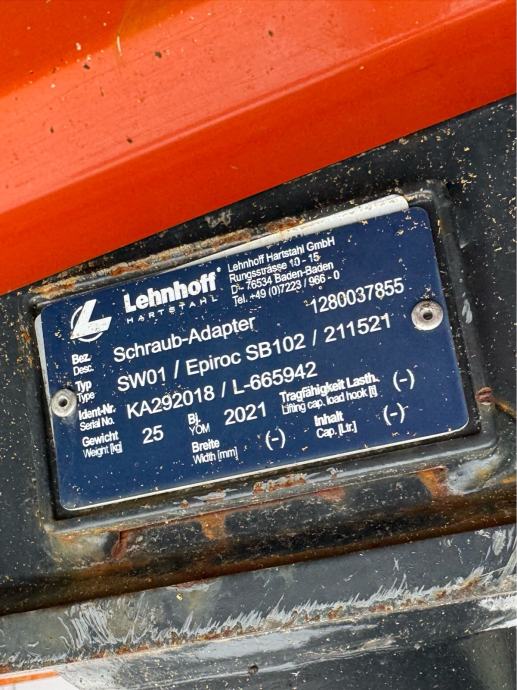 Lehnhoff®
HARTSTAHL
Lehnhoff Hartstahl GmbH
Rungsstrasse 10 - 15
D - 76534 Baden-Baden
Tel. +49 (0)7223 / 966 - 0
Bez.
Desc.
Schraub-Adapter
1280037855
Typ
Type
SW01 / Epiroc SB102 / 211521
Ident-Nr.
Serial No.
KA292018 / L-665942
Gewicht
Weight [kg]
25
Bj.
YOM
2021
Tragfähigkeit Lasth.
Lifting cap. load hook [t]
(-)
Breite
Width [mm]
(-)
Inhalt
Cap. [Ltr.]
(-)